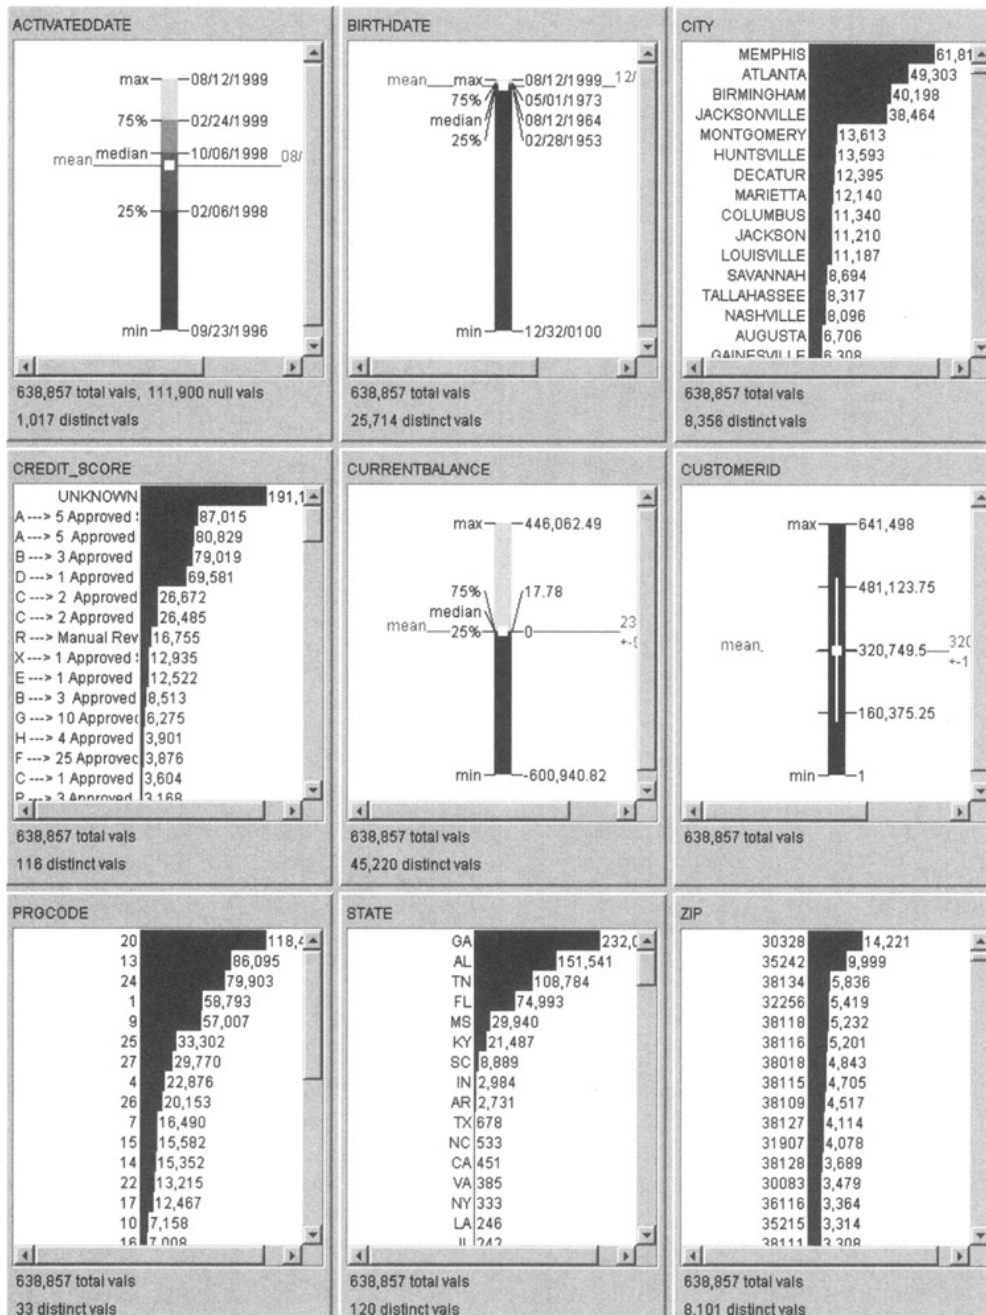 ACTIVATEDDATE
max 08/12/1999
75% 02/24/1999
median 10/06/1998
mean 08/
25% 02/06/1998
min 09/23/1996
638,857 total vals, 111,900 null vals
1,017 distinct vals
BIRTHDATE
mean max 08/12/1999 12/
75% 05/01/1973
median 08/12/1964
25% 02/28/1953
min 12/32/0100
638,857 total vals
25,714 distinct vals
CITY
MEMPHIS 61,81
ATLANTA 49,303
BIRMINGHAM 40,198
JACKSONVILLE 38,464
MONTGOMERY 13,613
HUNTSVILLE 13,593
DECATUR 12,395
MARIETTA 12,140
COLUMBUS 11,340
JACKSON 11,210
LOUISVILLE 11,187
SAVANNAH 8,694
TALLAHASSEE 8,317
NASHVILLE 8,096
AUGUSTA 6,706
GAINESVILLE 6,308
638,857 total vals
8,356 distinct vals
CREDIT_SCORE
UNKNOWN 191,1
A ---> 5 Approved 87,015
A ---> 5 Approved 80,829
B ---> 3 Approved 79,019
D ---> 1 Approved 69,581
C ---> 2 Approved 26,672
C ---> 2 Approved 26,485
R ---> Manual Rev 16,755
X ---> 1 Approved 12,935
E ---> 1 Approved 12,522
B ---> 3 Approved 8,513
G ---> 10 Approved 6,275
H ---> 4 Approved 3,901
F ---> 25 Approved 3,876
C ---> 1 Approved 3,604
P ---> 3 Approved 3,168
638,857 total vals
116 distinct vals
CURRENTBALANCE
max 446,062.49
75% 17.78
median
mean 25% 0 23
+-9
min -600,940.82
638,857 total vals
45,220 distinct vals
CUSTOMERID
max 641,498
481,123.75
mean 320,749.5 320
+-1
160,375.25
min 1
638,857 total vals
PRGCODE
20 118,4
13 86,095
24 79,903
1 58,793
9 57,007
25 33,302
27 29,770
4 22,876
26 20,153
7 16,490
15 15,582
14 15,352
22 13,215
17 12,467
10 7,158
16 7,008
638,857 total vals
33 distinct vals
STATE
GA 232,0
AL 151,541
TN 108,784
FL 74,993
MS 29,940
KY 21,487
SC 8,889
IN 2,984
AR 2,731
TX 678
NC 533
CA 451
VA 385
NY 333
LA 246
IL 242
638,857 total vals
120 distinct vals
ZIP
30328 14,221
35242 9,999
38134 5,836
32256 5,419
38118 5,232
38116 5,201
38018 4,843
38115 4,705
38109 4,517
38127 4,114
31907 4,078
38128 3,689
30083 3,479
36116 3,364
35215 3,314
38111 3,308
638,857 total vals
8,101 distinct vals